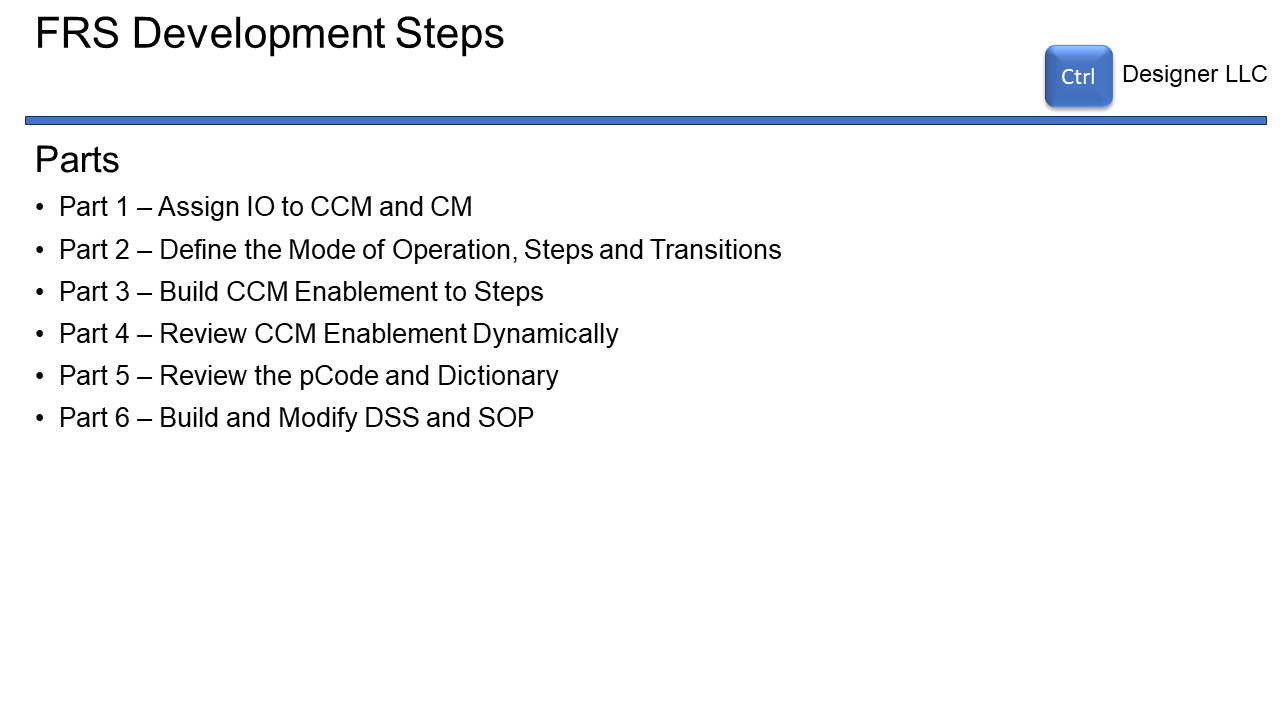 FRS Development Steps
Ctrl Designer LLC
Parts
• Part 1 – Assign IO to CCM and CM
• Part 2 – Define the Mode of Operation, Steps and Transitions
• Part 3 – Build CCM Enablement to Steps
• Part 4 – Review CCM Enablement Dynamically
• Part 5 – Review the pCode and Dictionary
• Part 6 – Build and Modify DSS and SOP